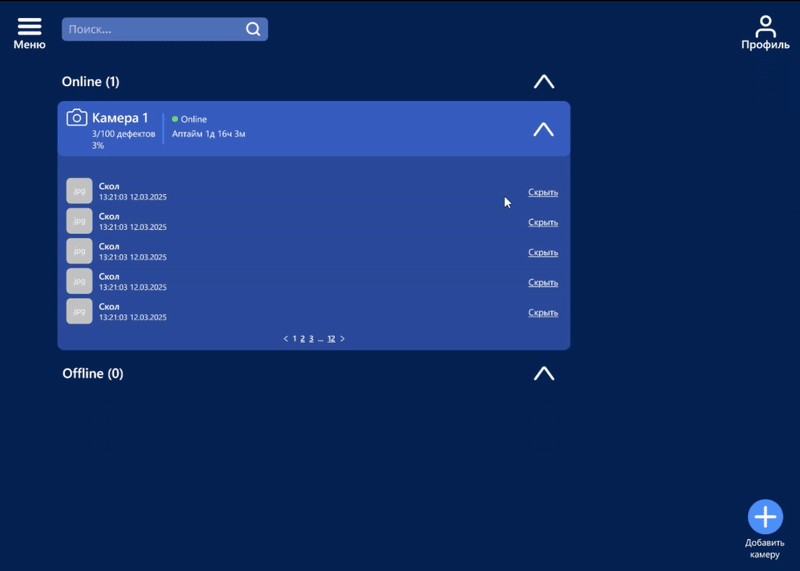 Меню
Поиск...
Профиль
Online (1)
Камера 1
3/100 дефектов
3%
Online
Аптайм 1д 16ч 3м
jpg
Скол
13:21:03 12.03.2025
Скрыть
jpg
Скол
13:21:03 12.03.2025
Скрыть
jpg
Скол
13:21:03 12.03.2025
Скрыть
jpg
Скол
13:21:03 12.03.2025
Скрыть
jpg
Скол
13:21:03 12.03.2025
Скрыть
< 1 2 3 ... 12 >
Offline (0)
Добавить
камеру